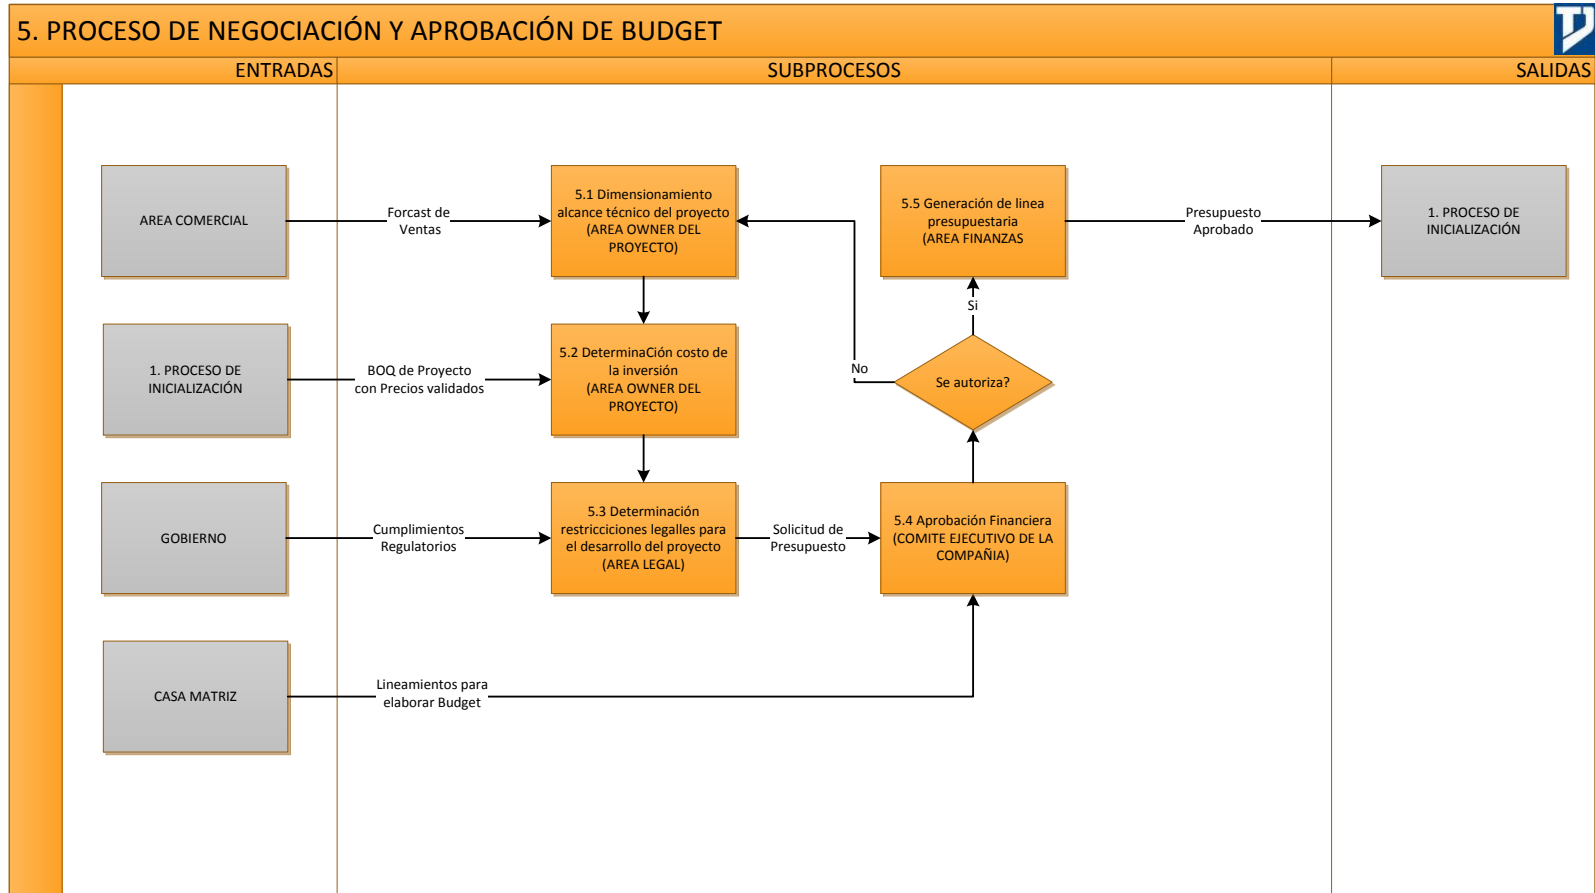 5. PROCESO DE NEGOCIACIÓN Y APROBACIÓN DE BUDGET
ENTRADAS
SUBPROCESOS
SALIDAS
AREA COMERCIAL
Forcast de
Ventas
5.1 Dimensionamiento
alcance técnico del proyecto
(AREA OWNER DEL
PROYECTO)
5.5 Generación de linea
presupuestaria
(AREA FINANZAS
Presupuesto
Aprobado
1. PROCESO DE
INICIALIZACIÓN
Si
1. PROCESO DE
INICIALIZACIÓN
BOQ de Proyecto
con Precios validados
5.2 DeterminaCión costo de
la inversión
(AREA OWNER DEL
PROYECTO)
No
Se autoriza?
GOBIERNO
Cumplimientos
Regulatorios
5.3 Determinación
restricciciones legalles para
el desarrollo del proyecto
(AREA LEGAL)
Solicitud de
Presupuesto
5.4 Aprobación Financiera
(COMITE EJECUTIVO DE LA
COMPAÑIA)
CASA MATRIZ
Lineamientos para
elaborar Budget